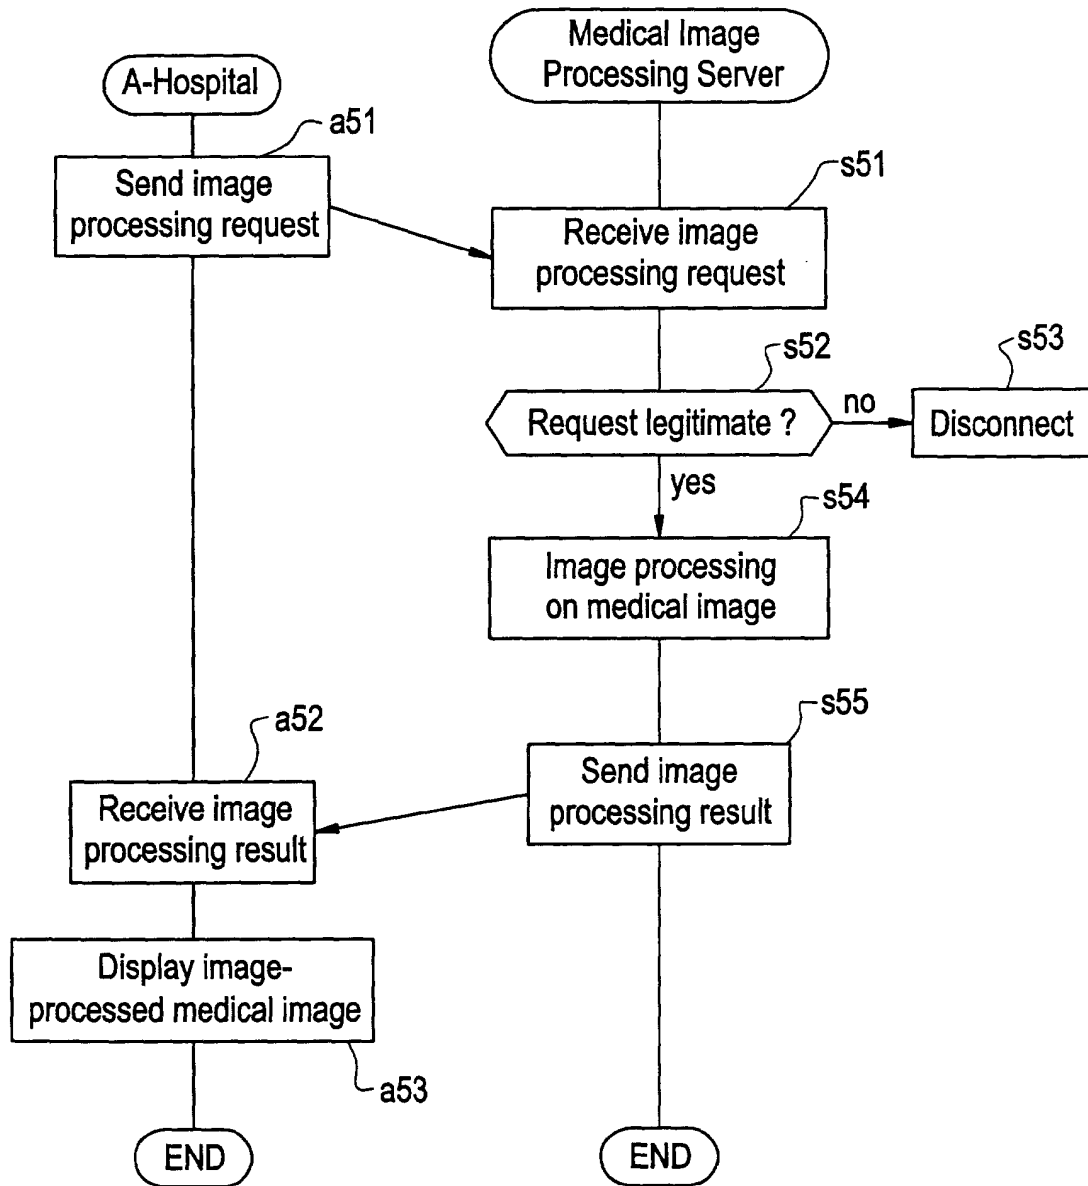 Medical Image
Processing Server
A-Hospital
a51
Send image
processing request
s51
Receive image
processing request
s52
Request legitimate ?
no
s53
Disconnect
yes
s54
Image processing
on medical image
s55
Send image
processing result
a52
Receive image
processing result
Display image-
processed medical image
a53
END
END